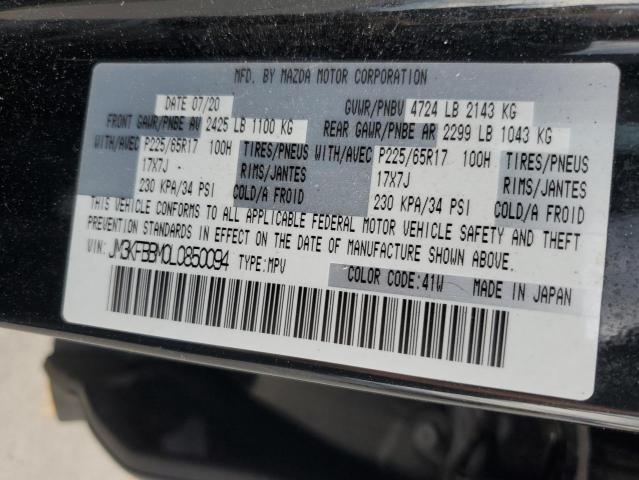 MFD. BY MAZDA MOTOR CORPORATION
DATE 07/20 GVWR/PNBV 4724 LB 2143 KG
FRONT GAWR/PNBE AV 2425 LB 1100 KG REAR GAWR/PNBE AR 2299 LB 1043 KG
WITH/AVEC P225/65R17 100H TIRES/PNEUS WITH/AVEC P225/65R17 100H TIRES/PNEUS
17X7J RIMS/JANTES 17X7J RIMS/JANTES
230 KPA/34 PSI COLD/A FROID 230 KPA/34 PSI COLD/A FROID
THIS VEHICLE CONFORMS TO ALL APPLICABLE FEDERAL MOTOR VEHICLE SAFETY AND THEFT
PREVENTION STANDARDS IN EFFECT ON THE DATE OF MANUFACTURE SHOWN ABOVE.
VIN: JM3KFBBM0L0850094 TYPE:MPV
COLOR CODE:41W MADE IN JAPAN